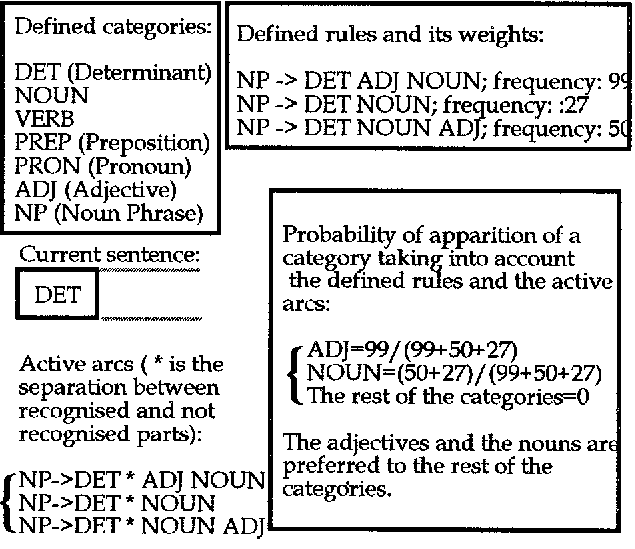 Defined categories:
DET (Determinant)
NOUN
VERB
PREP (Preposition)
PRON (Pronoun)
ADJ (Adjective)
NP (Noun Phrase)
Defined rules and its weights:
NP -> DET ADJ NOUN; frequency: 99
NP -> DET NOUN; frequency: :27
NP -> DET NOUN ADJ; frequency: 50
Current sentence:
DET
Active arcs ( * is the
separation between
recognised and not
recognised parts):
NP->DET * ADJ NOUN
NP->DET * NOUN
NP->DET * NOUN ADJ
Probability of apparition of a
category taking into account
the defined rules and the active
arcs:
ADJ=99/(99+50+27)
NOUN=(50+27)/(99+50+27)
The rest of the categories=0
The adjectives and the nouns are
preferred to the rest of the
categories.